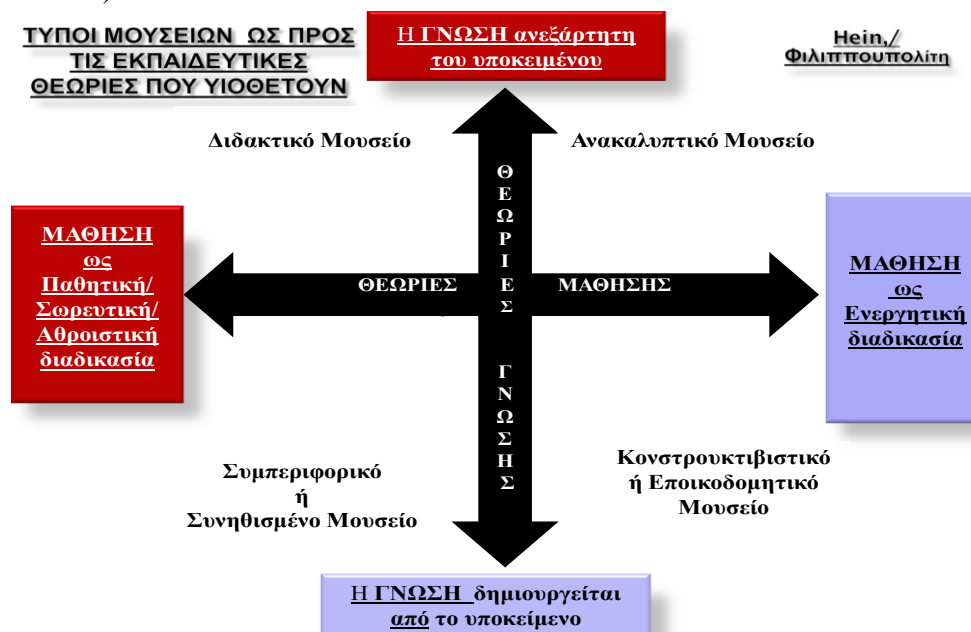 )
ΤΥΠΟΙ ΜΟΥΣΕΙΩΝ ΩΣ ΠΡΟΣ
ΤΙΣ ΕΚΠΑΙΔΕΥΤΙΚΕΣ
ΘΕΩΡΙΕΣ ΠΟΥ ΥΙΟΘΕΤΟΥΝ
Η ΓΝΩΣΗ ανεξάρτητη
του υποκειμένου
Hein,/
Φιλιππουπολίτη
Διδακτικό Μουσείο
Ανακαλυπτικό Μουσείο
ΜΑΘΗΣΗ
ως
Παθητική/
Σωρευτική/
Αθροιστική
διαδικασία
ΘΕΩΡΙΕΣ ΜΑΘΗΣΗΣ
ΘΕΩΡΙΕΣ ΓΝΩΣΗΣ
ΜΑΘΗΣΗ
ως
Ενεργητική
διαδικασία
Συμπεριφορικό
ή
Συνηθισμένο Μουσείο
Κονστρουκτιβιστικό
ή Εποικοδομητικό
Μουσείο
Η ΓΝΩΣΗ δημιουργείται
από το υποκείμενο